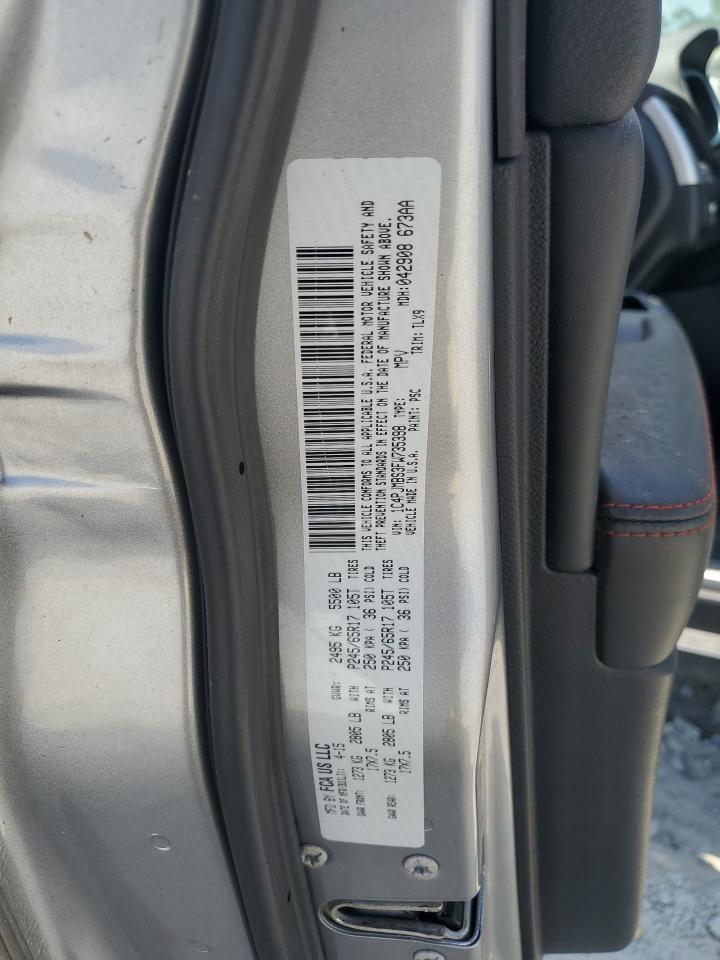 MFD BY FCA US LLC
DATE OF MFR(BUILT): 4-15 GVWR: 2495 KG 5500 LB
GAWR FRONT: 1273 KG 2805 LB WITH P245/65R17 105T TIRES
17X7.5 RIMS AT 250 KPA ( 36 PSI) COLD
GAWR REAR: 1273 KG 2805 LB WITH P245/65R17 105T TIRES
17X7.5 RIMS AT 250 KPA ( 36 PSI) COLD
THIS VEHICLE CONFORMS TO ALL APPLICABLE U.S.A. FEDERAL MOTOR VEHICLE SAFETY AND
THEFT PREVENTION STANDARDS IN EFFECT ON THE DATE OF MANUFACTURE SHOWN ABOVE.
VIN: 1C4PJMBS3FW735398 TYPE: MPV MDH: 042908 673AA
VEHICLE MADE IN U.S.A. PAINT: PSC TRIM: TLX9